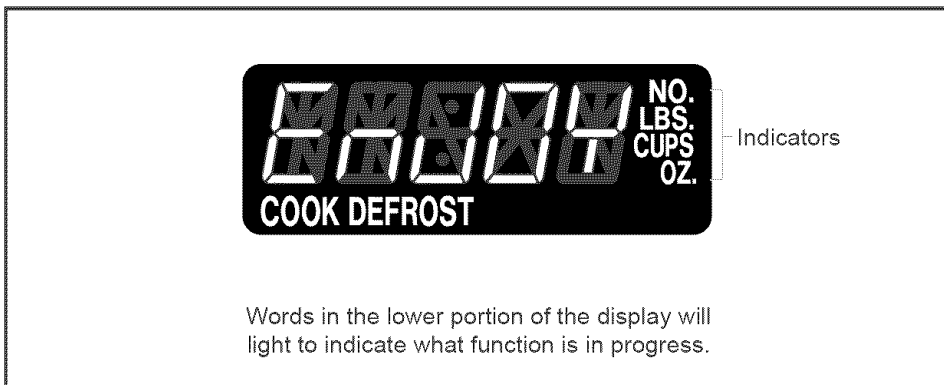 EnJOY
NO.
LBS.
CUPS
OZ.
Indicators
COOK DEFROST
Words in the lower portion of the display will
light to indicate what function is in progress.